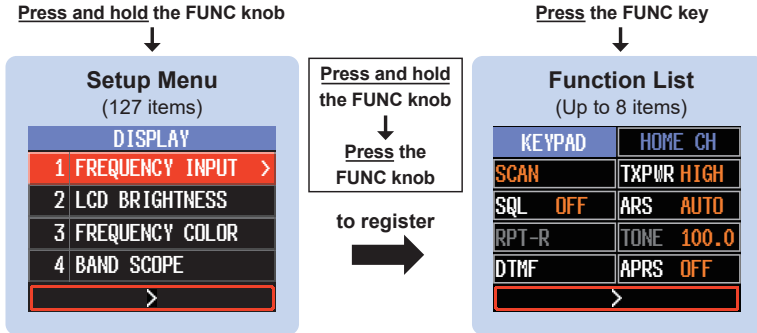 Press and hold the FUNC knob
Setup Menu
(127 items)
DISPLAY
1 FREQUENCY INPUT >
2 LCD BRIGHTNESS
3 FREQUENCY COLOR
4 BAND SCOPE
>
Press and hold
the FUNC knob
Press the
FUNC knob
to register
Press the FUNC key
Function List
(Up to 8 items)
KEYPAD HOME CH
SCAN TXPWR HIGH
SQL OFF ARS AUTO
RPT-R TONE 100.0
DTMF APRS OFF
>